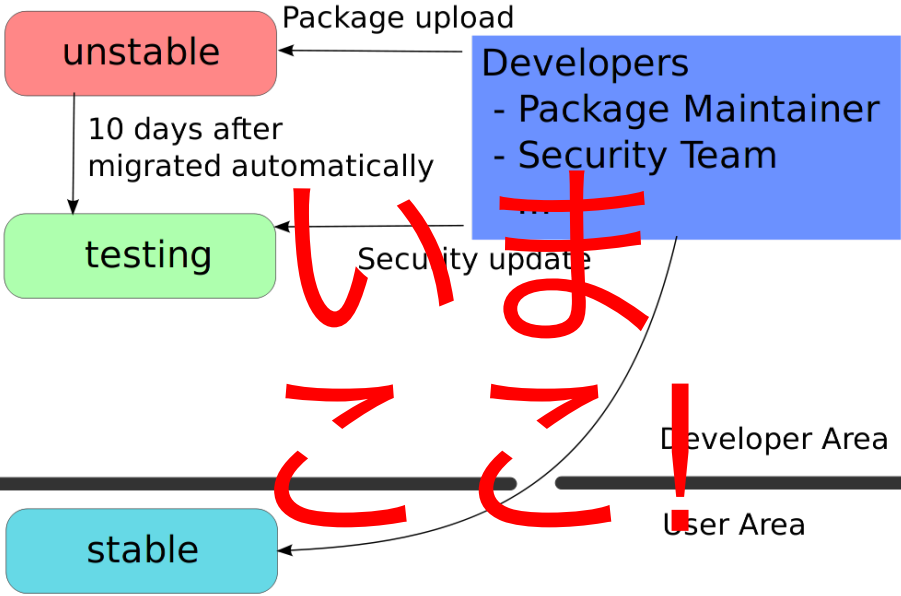 Package upload
unstable
Developers
- Package Maintainer
- Security Team
...
10 days after
migrated automatically
testing
Security update
いま
ここ!
Developer Area
User Area
stable